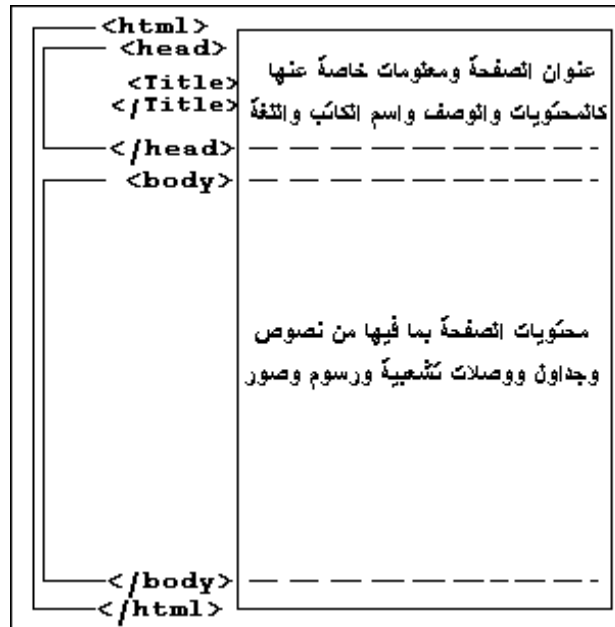 <html>
<head>
<Title>
</Title>
عنوان الصفحة ومعلومات خاصة عنها
كالمحتويات والوصف واسم الكاتب واللغة
</head>
<body>
محتويات الصفحة بما فيها من نصوص
وجداول ووصلات تشعبية ورسوم وصور
</body>
</html>